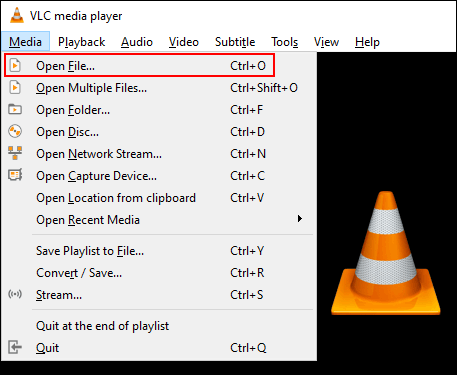 VLC media player
Media Playback Audio Video Subtitle Tools View Help
Open File... Ctrl+O
Open Multiple Files... Ctrl+Shift+O
Open Folder... Ctrl+F
Open Disc... Ctrl+D
Open Network Stream... Ctrl+N
Open Capture Device... Ctrl+C
Open Location from clipboard Ctrl+V
Open Recent Media
Save Playlist to File... Ctrl+Y
Convert / Save... Ctrl+R
Stream... Ctrl+S
Quit at the end of playlist
Quit Ctrl+Q